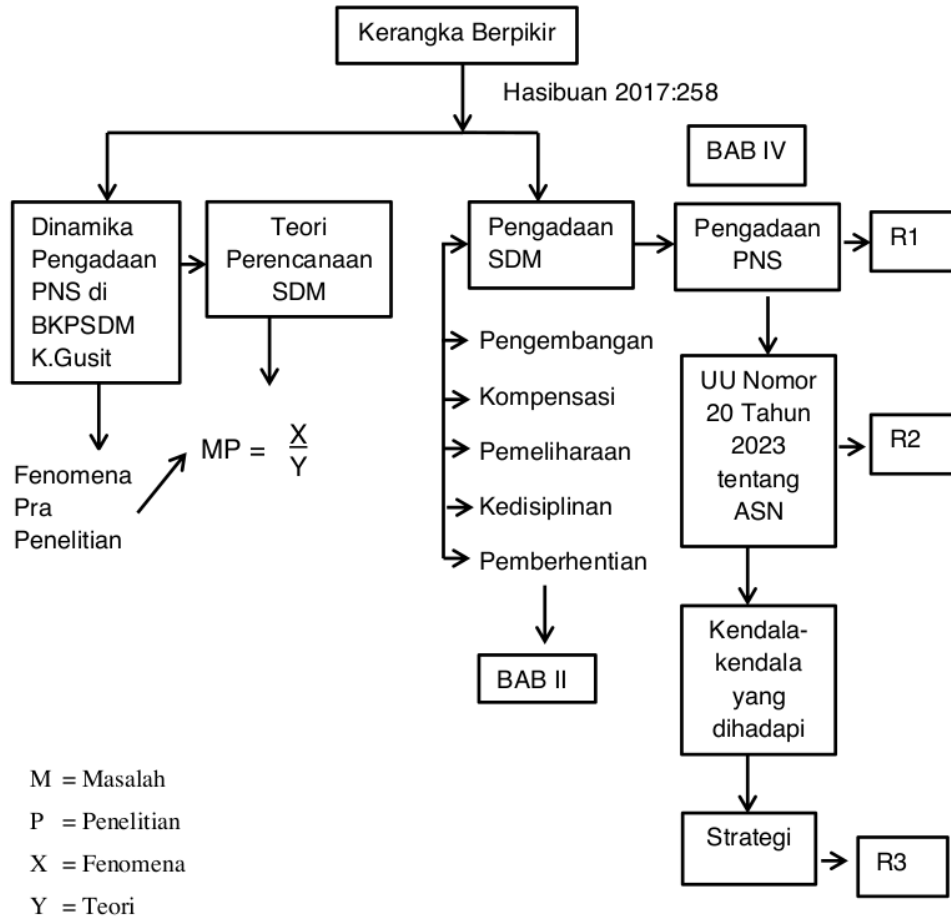 Kerangka Berpikir
Hasibuan 2017:258
BAB IV
Dinamika
Pengadaan
PNS di
BKPSDM
K.Gusit
Teori
Perencanaan
SDM
Pengadaan
SDM
Pengadaan
PNS
R1
Pengembangan
Kompensasi
Pemeliharaan
Kedisiplinan
Pemberhentian
UU Nomor
20 Tahun
2023
tentang
ASN
R2
MP = X
Y
Fenomena
Pra
Penelitian
BAB II
Kendala-
kendala
yang
dihadapi
Strategi
R3
M = Masalah
P = Penelitian
X = Fenomena
Y = Teori